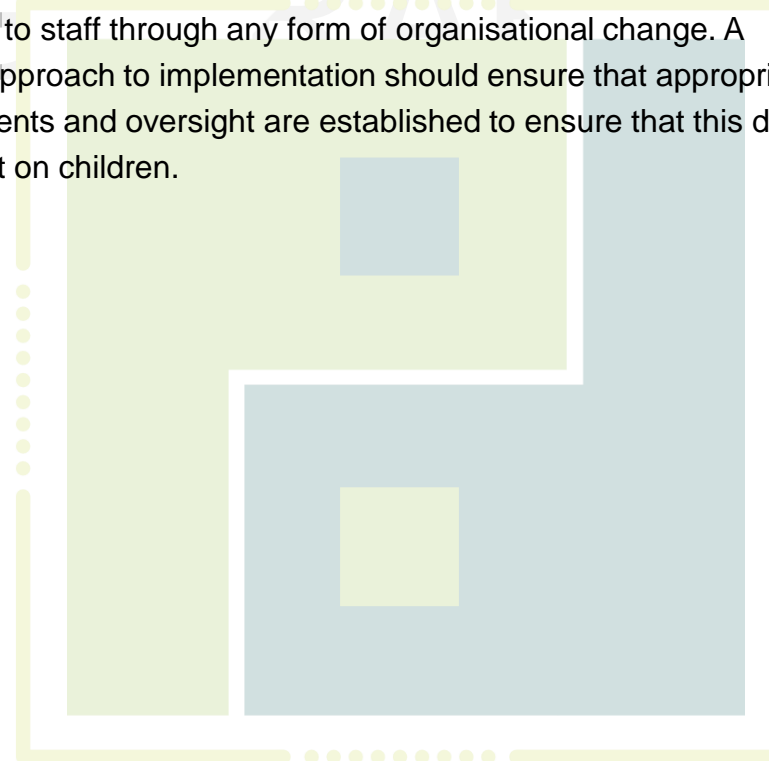 to staff through any form of organisational change. A
pproach to implementation should ensure that appropri
ents and oversight are established to ensure that this d
t on children.